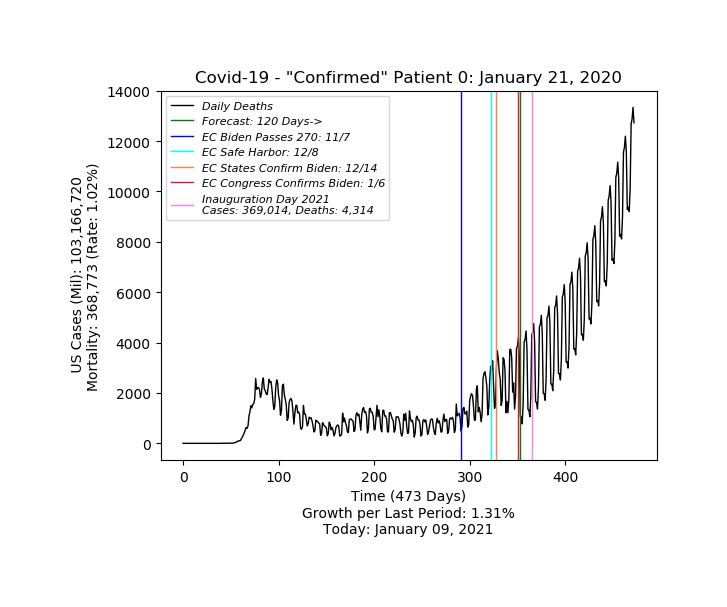 Covid-19 - "Confirmed" Patient 0: January 21, 2020
14000
12000
10000
8000
6000
4000
2000
0
US Cases (Mil): 103,166,720
Mortality: 368,773 (Rate: 1.02%)
Daily Deaths
Forecast: 120 Days->
EC Biden Passes 270: 11/7
EC Safe Harbor: 12/8
EC States Confirm Biden: 12/14
EC Congress Confirms Biden: 1/6
Inauguration Day 2021
Cases: 369,014, Deaths: 4,314
0 100 200 300 400
Time (473 Days)
Growth per Last Period: 1.31%
Today: January 09, 2021